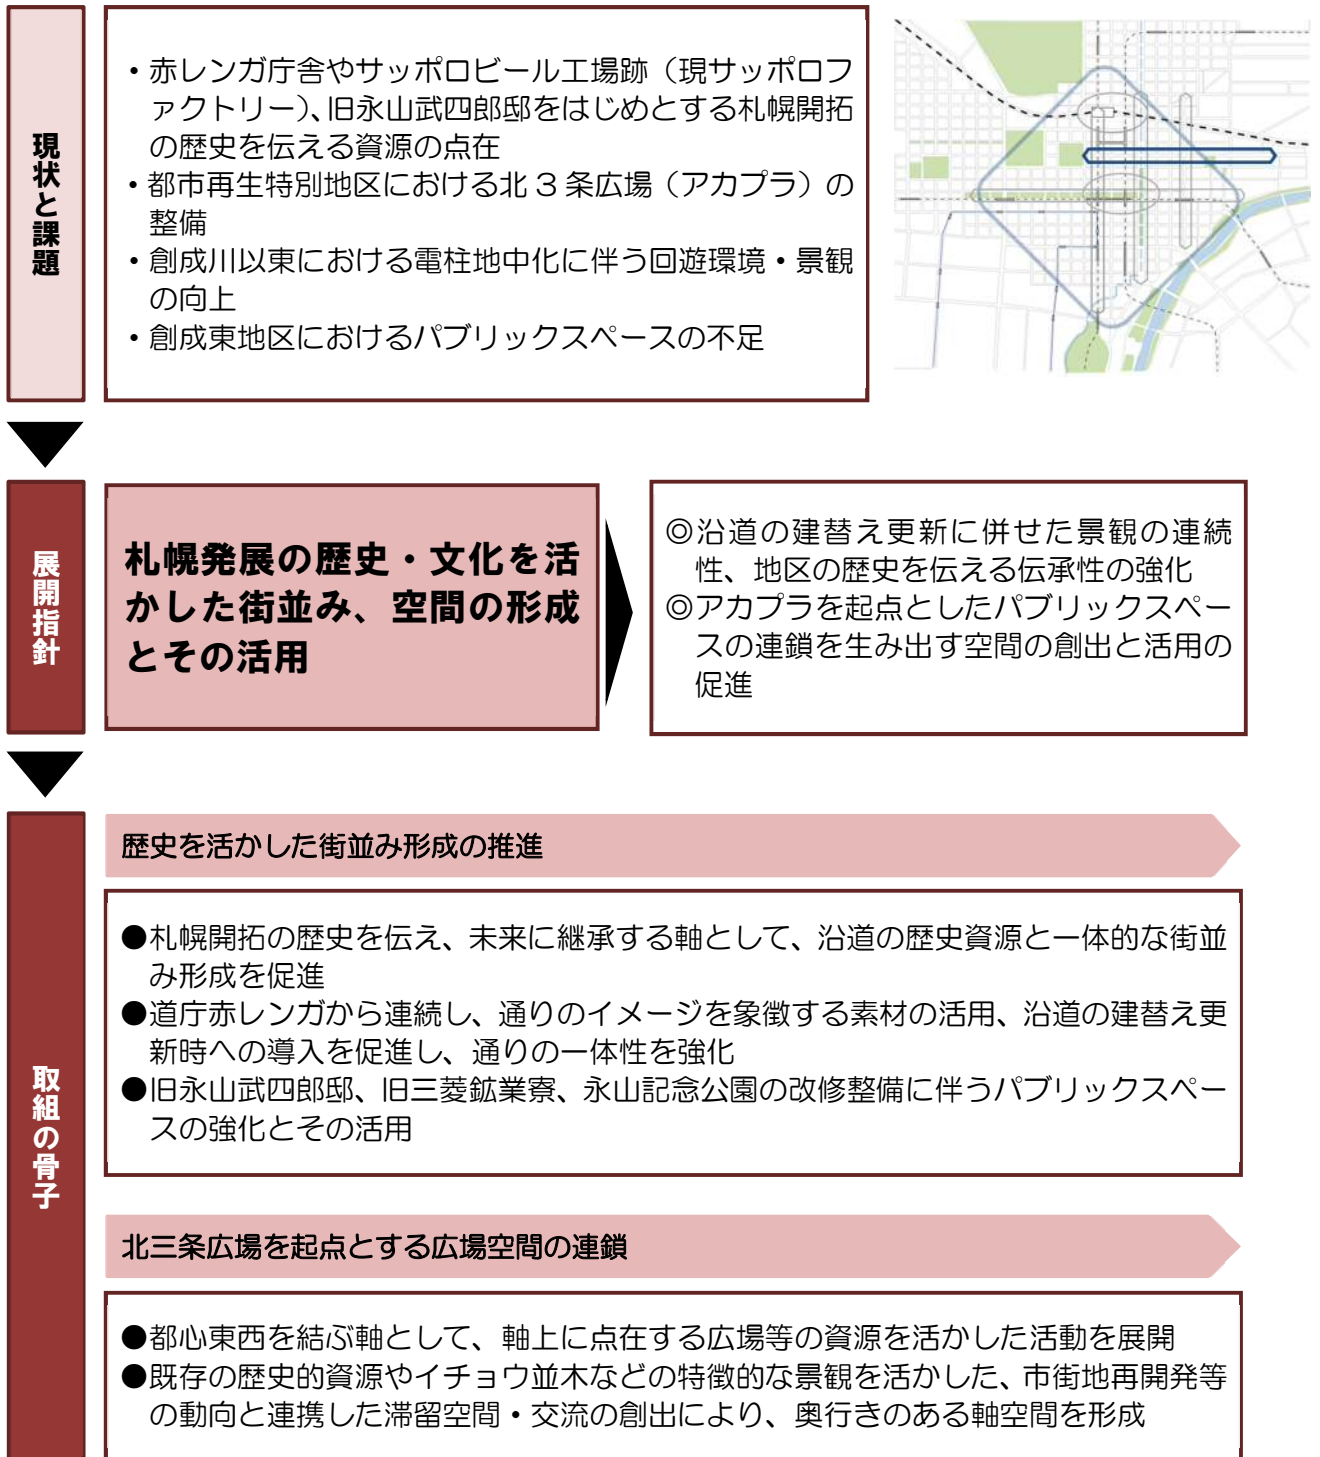 現状と課題
・赤レンガ庁舎やサッポロビール工場跡（現サッポロフ
ァクトリー）、旧永山武四郎邸をはじめとする札幌開拓
の歴史を伝える資源の点在
・都市再生特別地区における北３条広場（アカプラ）の
整備
・創成川以東における電柱地中化に伴う回遊環境・景観
の向上
・創成東地区におけるパブリックスペースの不足
展開指針
札幌発展の歴史・文化を活
かした街並み、空間の形成
とその活用
◎沿道の建替え更新に併せた景観の連続
性、地区の歴史を伝える伝承性の強化
◎アカプラを起点としたパブリックスペー
スの連鎖を生み出す空間の創出と活用の
促進
取組の骨子
歴史を活かした街並み形成の推進
●札幌開拓の歴史を伝え、未来に継承する軸として、沿道の歴史資源と一体的な街並
み形成を促進
●道庁赤レンガから連続し、通りのイメージを象徴する素材の活用、沿道の建替え更
新時への導入を促進し、通りの一体性を強化
●旧永山武四郎邸、旧三菱鉱業寮、永山記念公園の改修整備に伴うパブリックスペー
スの強化とその活用
北三条広場を起点とする広場空間の連鎖
●都心東西を結ぶ軸として、軸上に点在する広場等の資源を活かした活動を展開
●既存の歴史的資源やイチョウ並木などの特徴的な景観を活かした、市街地再開発等
の動向と連携した滞留空間・交流の創出により、奥行きのある軸空間を形成